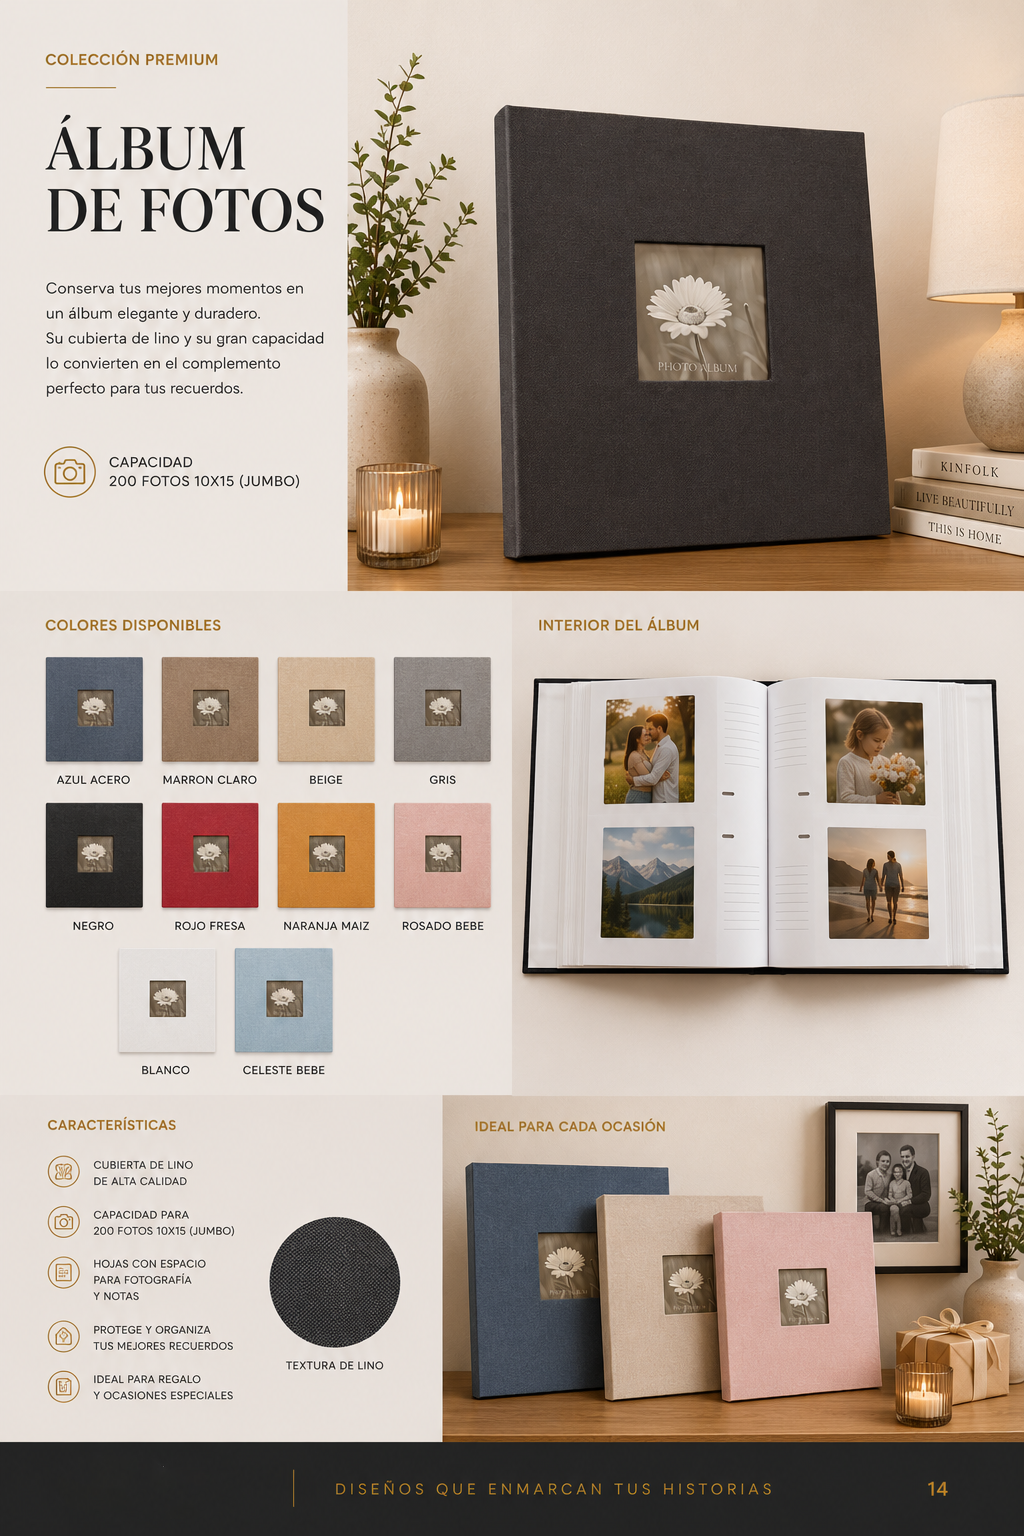 COLECCIÓN PREMIUM
ÁLBUM
DE FOTOS
Conserva tus mejores momentos en
un álbum elegante y duradero.
Su cubierta de lino y su gran capacidad
lo convierten en el complemento
perfecto para tus recuerdos.
CAPACIDAD
200 FOTOS 10X15 (JUMBO)
PHOTO ALBUM
KINFOLK
LIVE BEAUTIFULLY
THIS IS HOME
COLORES DISPONIBLES
AZUL ACERO
MARRON CLARO
BEIGE
GRIS
NEGRO
ROJO FRESA
NARANJA MAIZ
ROSADO BEBE
BLANCO
CELESTE BEBE
INTERIOR DEL ÁLBUM
CARACTERÍSTICAS
CUBIERTA DE LINO
DE ALTA CALIDAD
CAPACIDAD PARA
200 FOTOS 10X15 (JUMBO)
HOJAS CON ESPACIO
PARA FOTOGRAFÍA
Y NOTAS
PROTEGE Y ORGANIZA
TUS MEJORES RECUERDOS
IDEAL PARA REGALO
Y OCASIONES ESPECIALES
TEXTURA DE LINO
IDEAL PARA CADA OCASIÓN
DISEÑOS QUE ENMARCAN TUS HISTORIAS
14